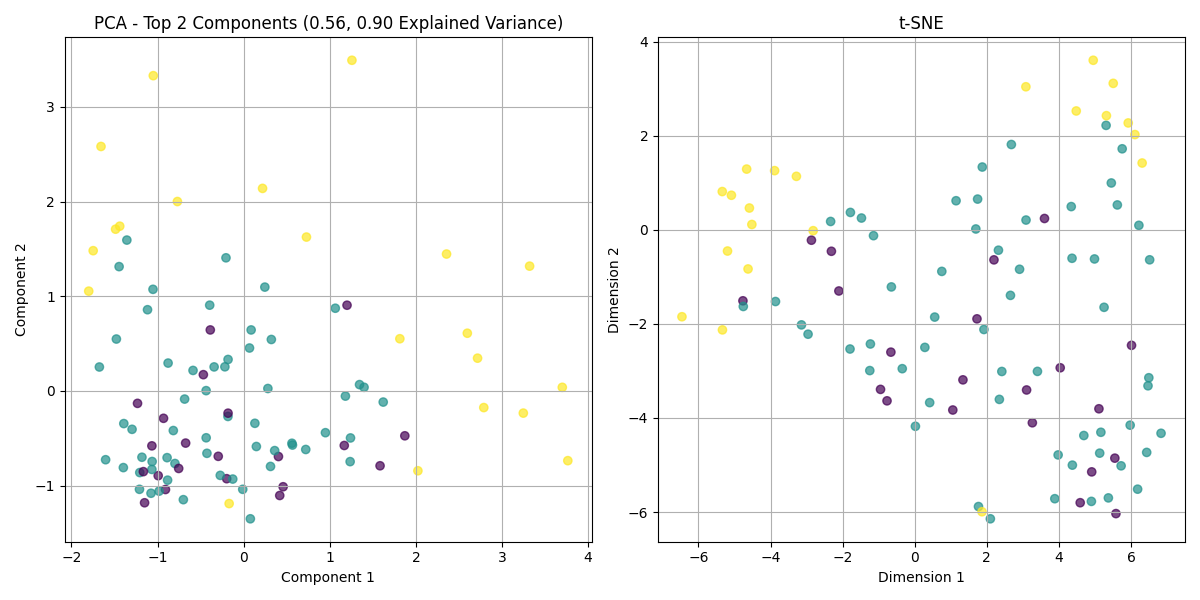 PCA - Top 2 Components (0.56, 0.90 Explained Variance)
Component 2
3
2
1
0
−1
−2 −1 0 1 2 3 4
Component 1
t-SNE
Dimension 2
4
2
0
−2
−4
−6
−6 −4 −2 0 2 4 6
Dimension 1